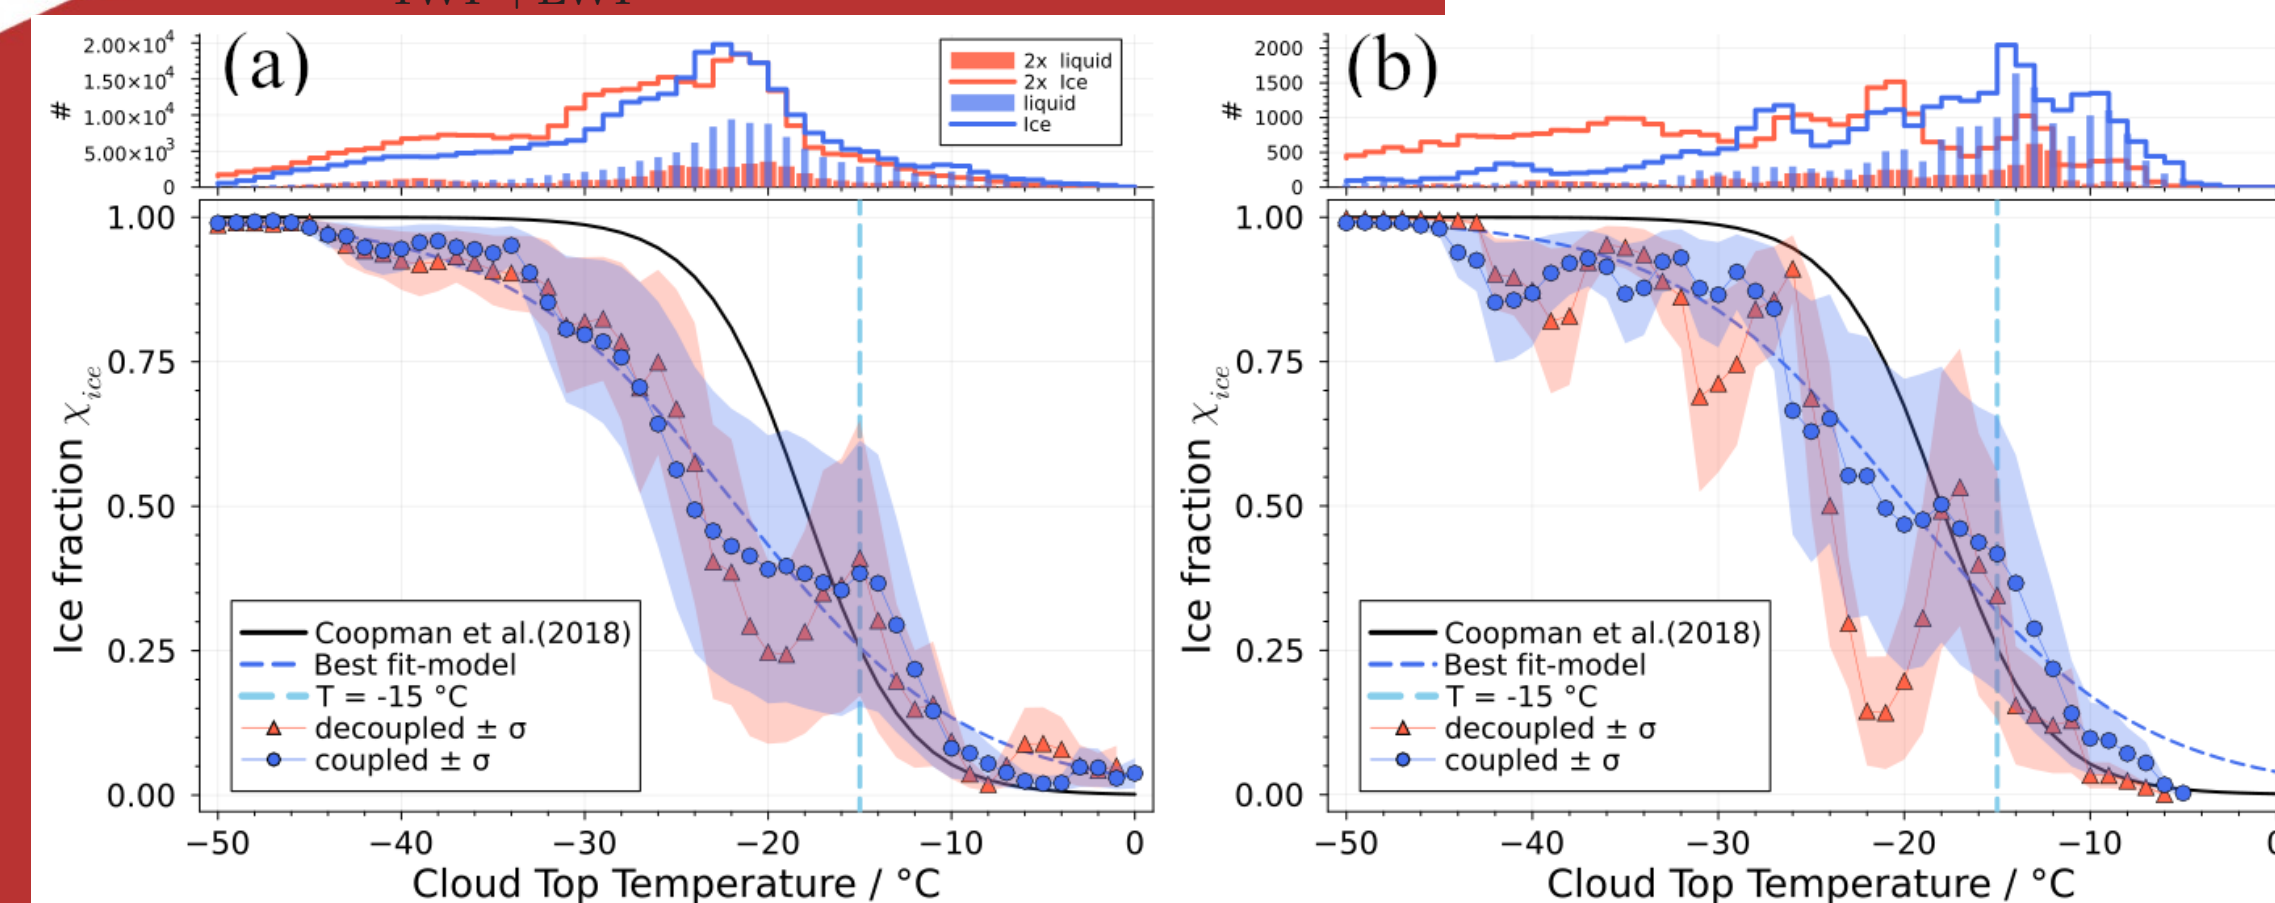 IWP + LWP
(a)
#
2.00×10⁴
1.50×10⁴
1.00×10⁴
5.00×10³
0
2x liquid
2x Ice
liquid
Ice
Ice fraction χ_ice
1.00
0.75
0.50
0.25
0.00
Coopman et al.(2018)
Best fit-model
T = -15 °C
decoupled ± σ
coupled ± σ
−50 −40 −30 −20 −10 0
Cloud Top Temperature / °C
(b)
#
2000
1500
1000
500
0
Ice fraction χ_ice
1.00
0.75
0.50
0.25
0.00
Coopman et al.(2018)
Best fit-model
T = -15 °C
decoupled ± σ
coupled ± σ
−50 −40 −30 −20 −10 0
Cloud Top Temperature / °C